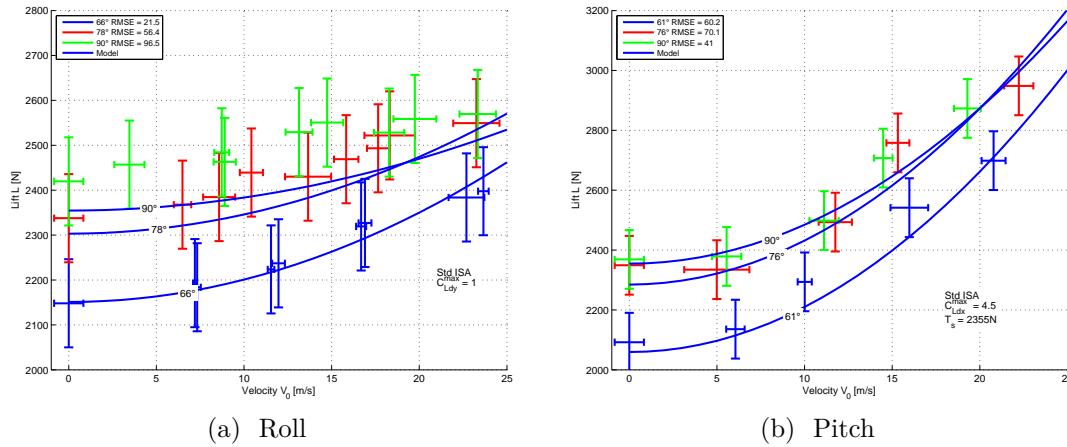 66° RMSE = 21.5
78° RMSE = 56.4
90° RMSE = 96.5
Model
2800
2700
2600
2500
2400
2300
2200
2100
2000
Lift L [N]
90°
78°
66°
Std ISA
C_Ldy^max = 1
0 5 10 15 20 25
Velocity V_0 [m/s]
(a) Roll
61° RMSE = 60.2
76° RMSE = 70.1
90° RMSE = 41
Model
3200
3000
2800
2600
2400
2200
2000
Lift L [N]
90°
76°
61°
Std ISA
C_Ldx^max = 4.5
T_s = 2355N
0 5 10 15 20 25
Velocity V_0 [m/s]
(b) Pitch